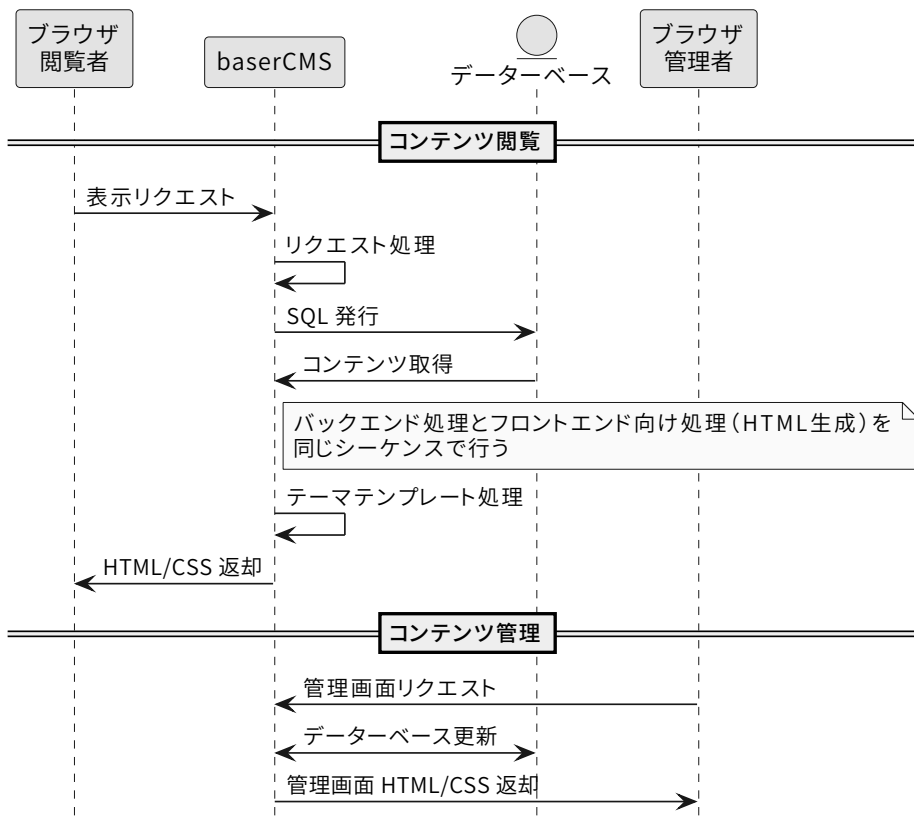 ブラウザ
閲覧者
baserCMS
データーベース
ブラウザ
管理者
コンテンツ閲覧
表示リクエスト
リクエスト処理
SQL 発行
コンテンツ取得
バックエンド処理とフロントエンド向け処理（HTML生成）を
同じシーケンスで行う
テーマテンプレート処理
HTML/CSS 返却
コンテンツ管理
管理画面リクエスト
データーベース更新
管理画面 HTML/CSS 返却